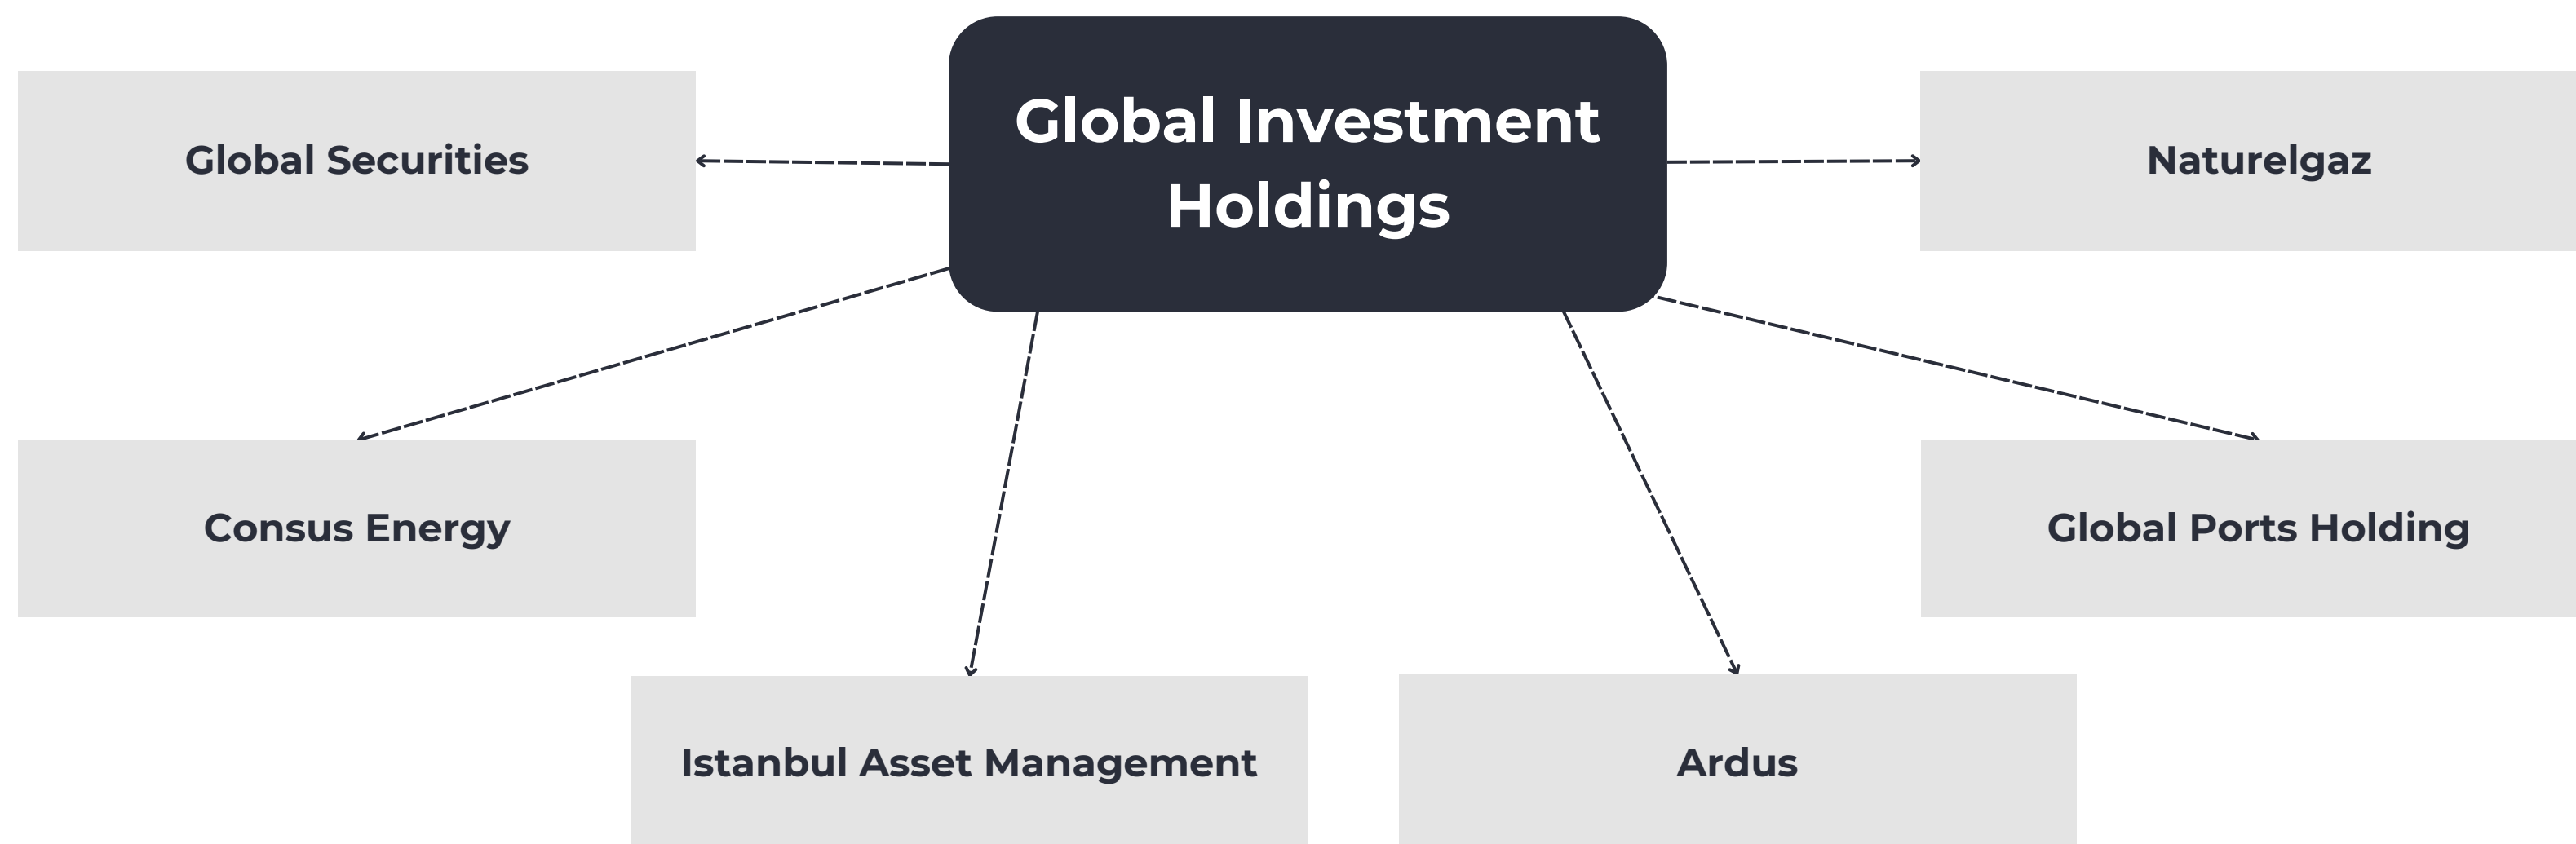 Global Investment
Holdings
Global Securities
Naturelgaz
Consus Energy
Global Ports Holding
Istanbul Asset Management
Ardus